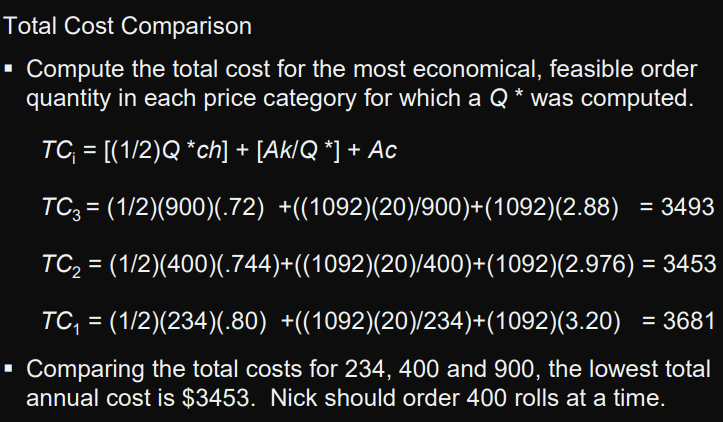 Total Cost Comparison
▪ Compute the total cost for the most economical, feasible order
quantity in each price category for which a Q * was computed.
TCi = [(1/2)Q *ch] + [Ak/Q *] + Ac
TC3 = (1/2)(900)(.72) +((1092)(20)/900)+(1092)(2.88) = 3493
TC2 = (1/2)(400)(.744)+((1092)(20)/400)+(1092)(2.976) = 3453
TC1 = (1/2)(234)(.80) +((1092)(20)/234)+(1092)(3.20) = 3681
▪ Comparing the total costs for 234, 400 and 900, the lowest total
annual cost is $3453. Nick should order 400 rolls at a time.